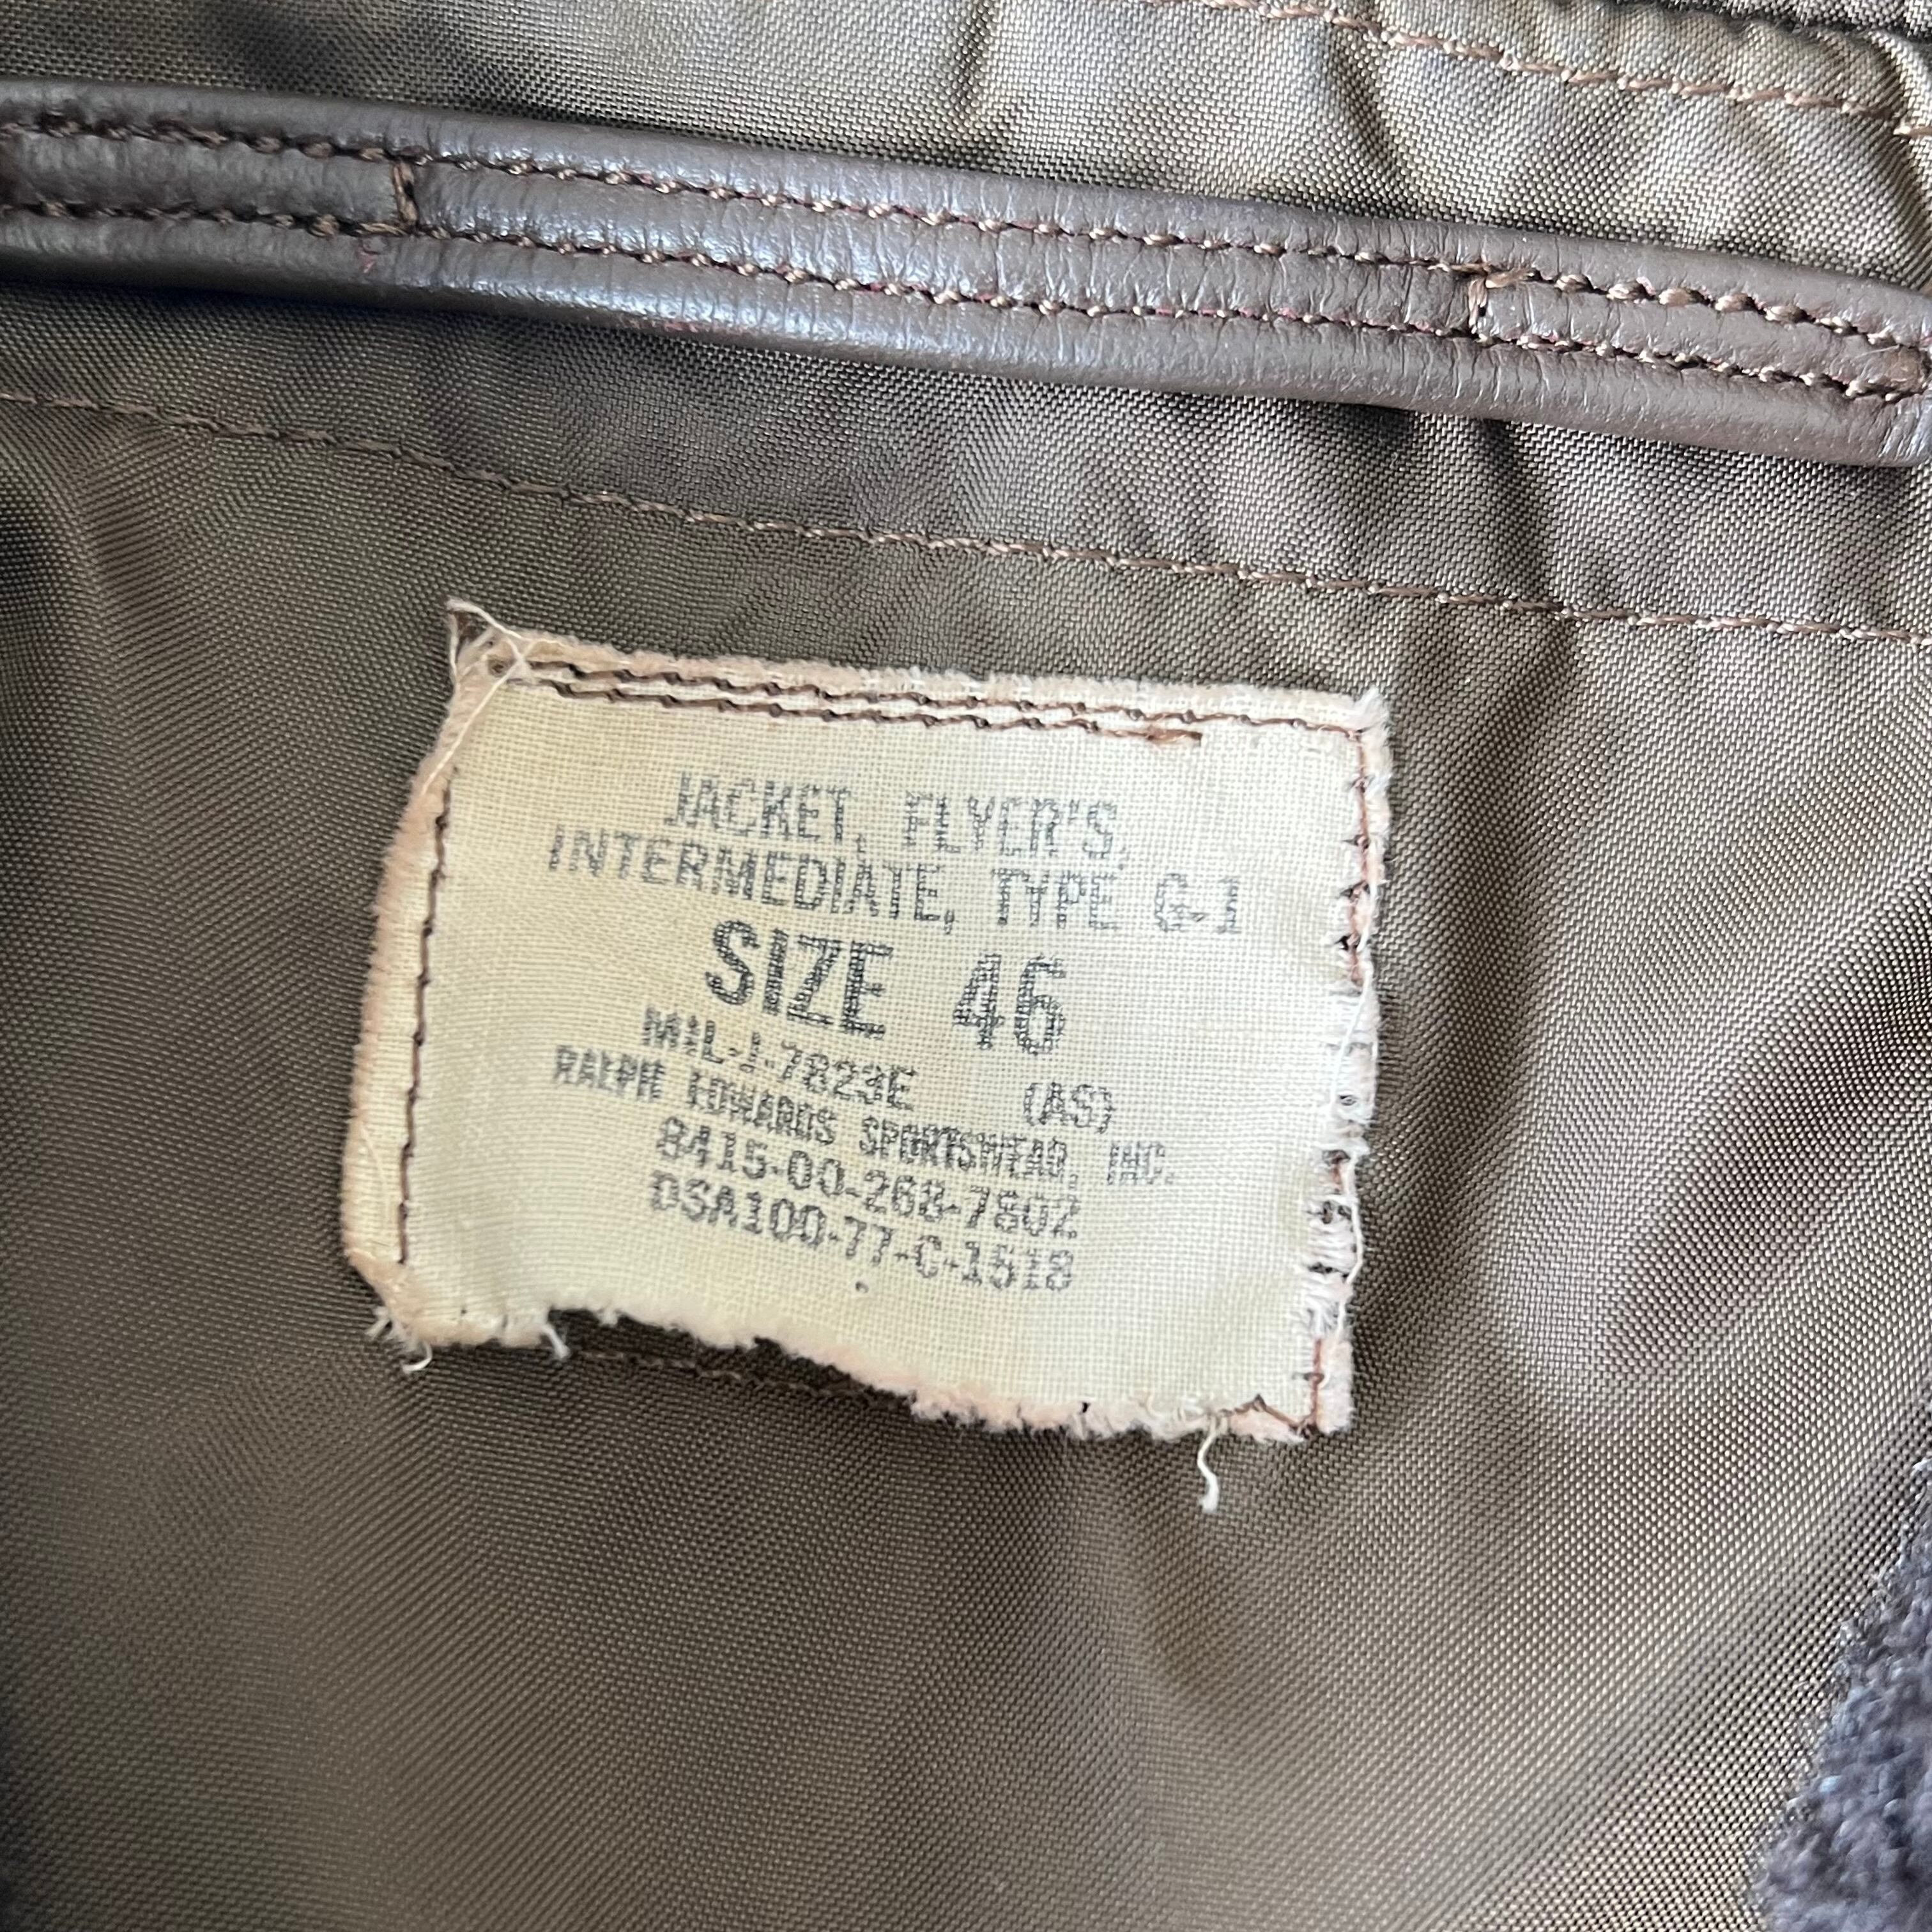 JACKET, FLYER'S,
INTERMEDIATE, TYPE G-1
SIZE 46
MIL-J-7823E (AS)
RALPH EDWARDS SPORTSWEAR, INC.
8415-00-268-7802
DSA100-77-C-1518